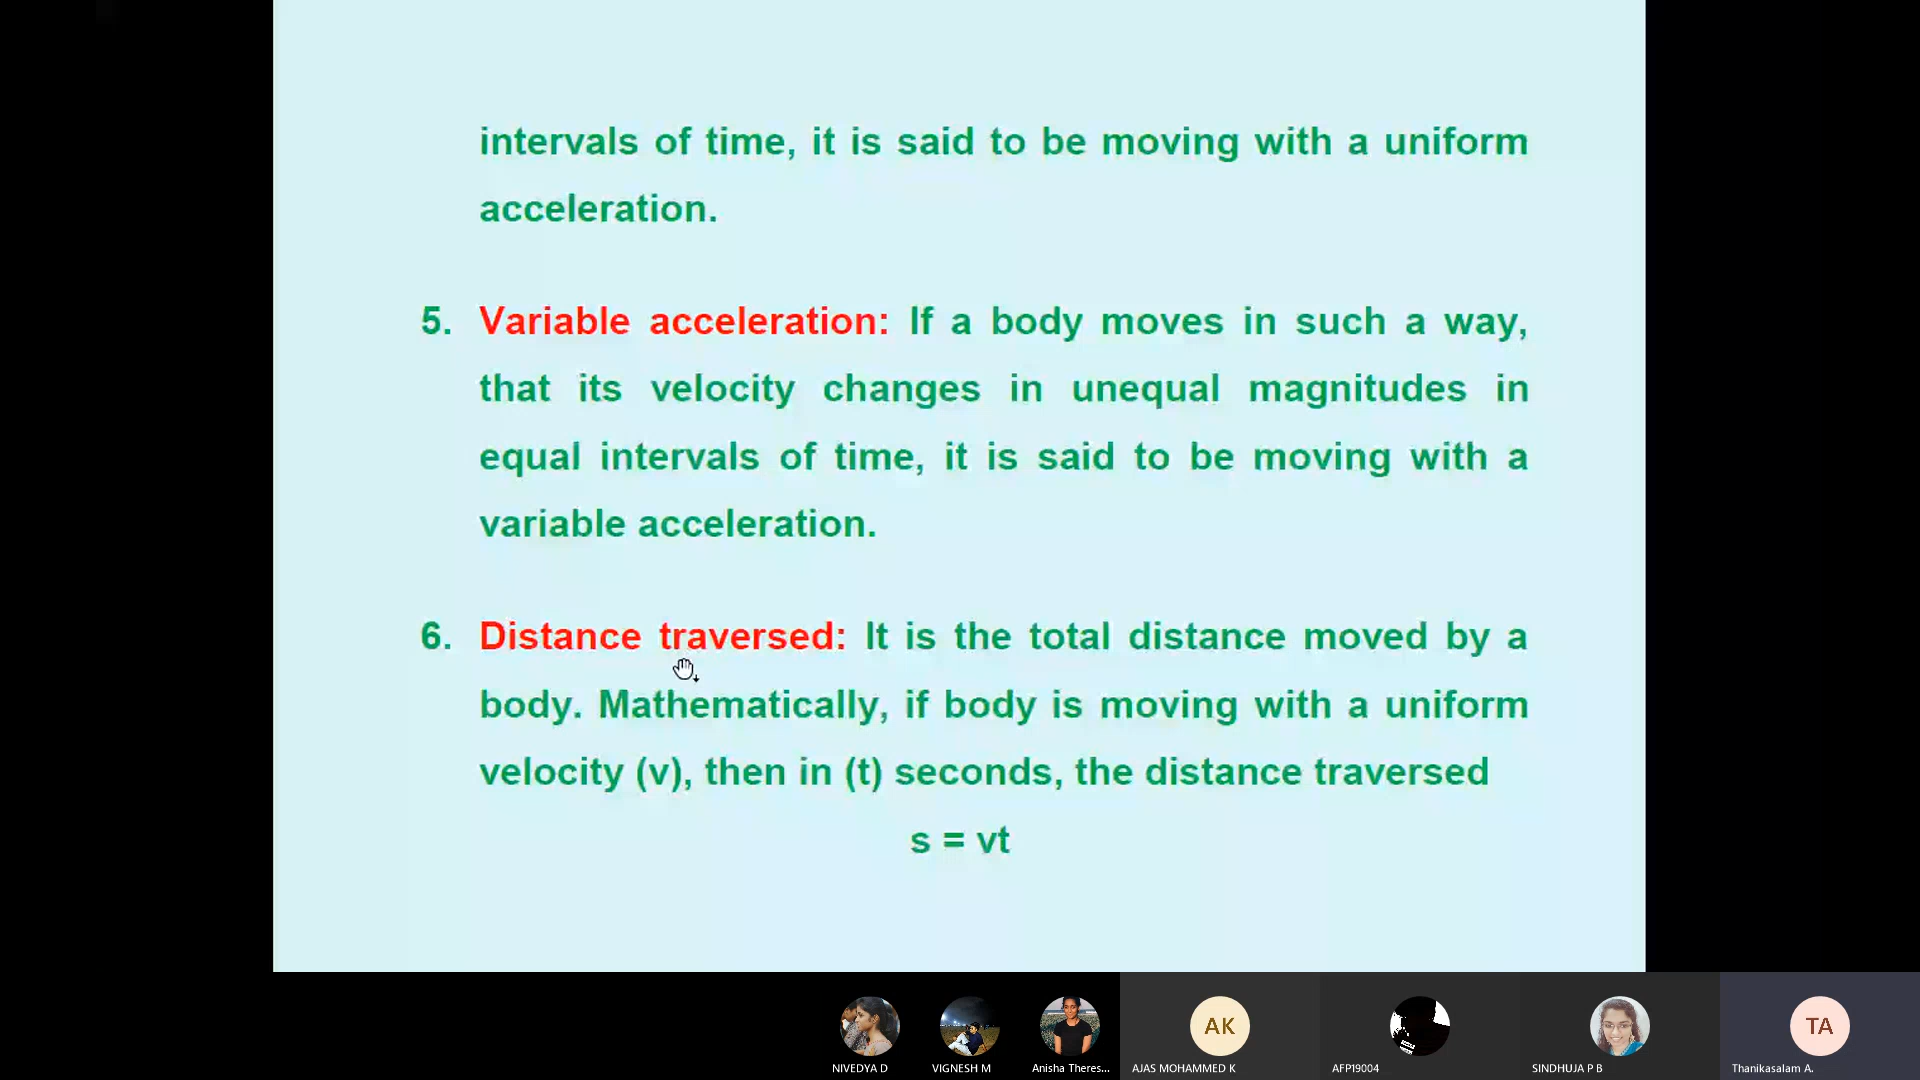 intervals of time, it is said to be moving with a uniform
acceleration.
5. Variable acceleration: If a body moves in such a way,
that its velocity changes in unequal magnitudes in
equal intervals of time, it is said to be moving with a
variable acceleration.
6. Distance traversed: It is the total distance moved by a
body. Mathematically, if body is moving with a uniform
velocity (v), then in (t) seconds, the distance traversed
s = vt
AK
TA
NIVEDYA D
VIGNESH M
Anisha Theres...
AJAS MOHAMMED K
AFP19004
SINDHUJA P B
Thanikasalam A.